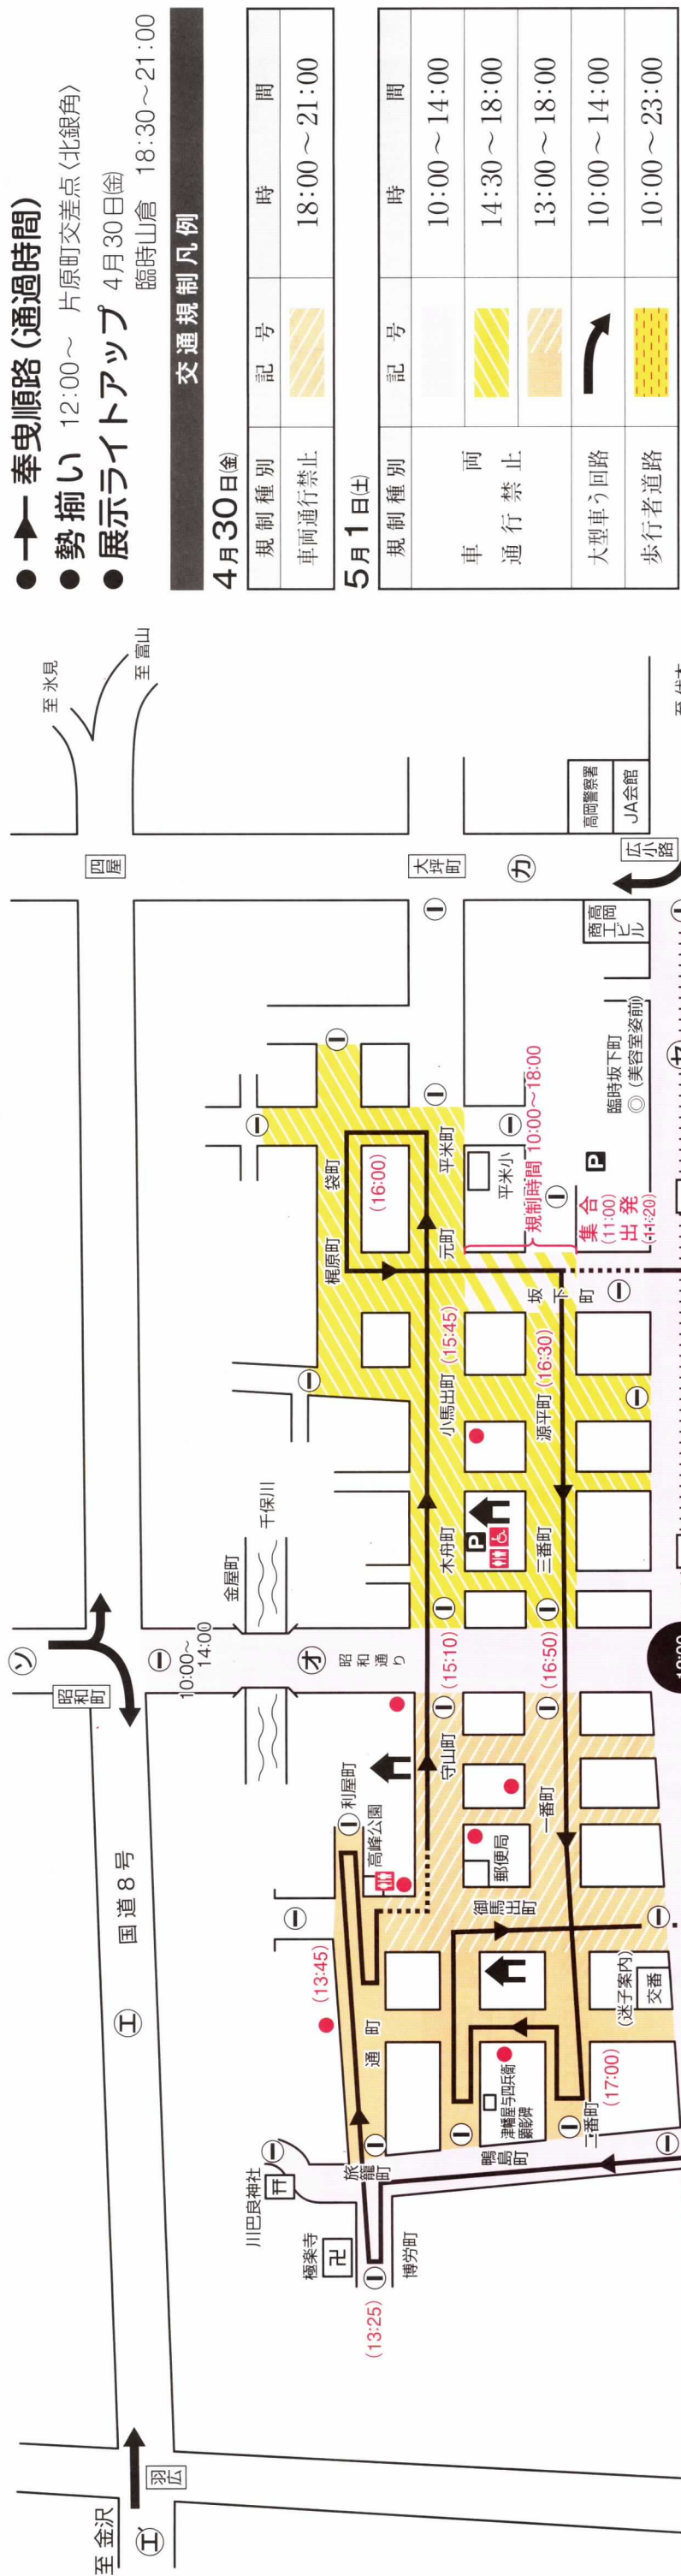 奉曳順路(通過時間)
勢揃い 12:00～ 片原町交差点〈北銀角〉
展示ライトアップ 4月30日㈮
臨時山倉 18:30～21:00
交通規制凡例
4月30日㈮
規制種別 記号 時間
車両通行禁止 18:00～21:00
5月1日㈯
規制種別 記号 時間
車両通行禁止 10:00～14:00
14:30～18:00
13:00～18:00
大型車う回路 10:00～14:00
歩行者道路 10:00～23:00
至 氷見
至 富山
四屋
大坪町
カ
高岡警察署
JA会館
広小路
高岡商工ビル
臨時坂下町
◎(美容室姿前)
セ
P
規制時間 10:00～18:00
集合
(11:00)
出発
(11:20)
平米小
平米町
袋町
(16:00)
梶原町
元町
坂下町
小馬出町 (15:45)
源平町 (16:30)
木舟町
P
三番町
千保川
金屋町
ソ
昭和町
10:00～
14:00
オ
昭和通り
(15:10)
(16:50)
守山町
一番町
利屋町
高峰公園
郵便局
御馬出町
国道8号
エ
(13:45)
通町
(迷子案内)
交番
津幡屋与四兵衛
顕彰碑
(17:00)
二番町
鴨島町
旅籠町
川巴良神社
極楽寺
卍
博労町
(13:25)
羽広
至 金沢
エ